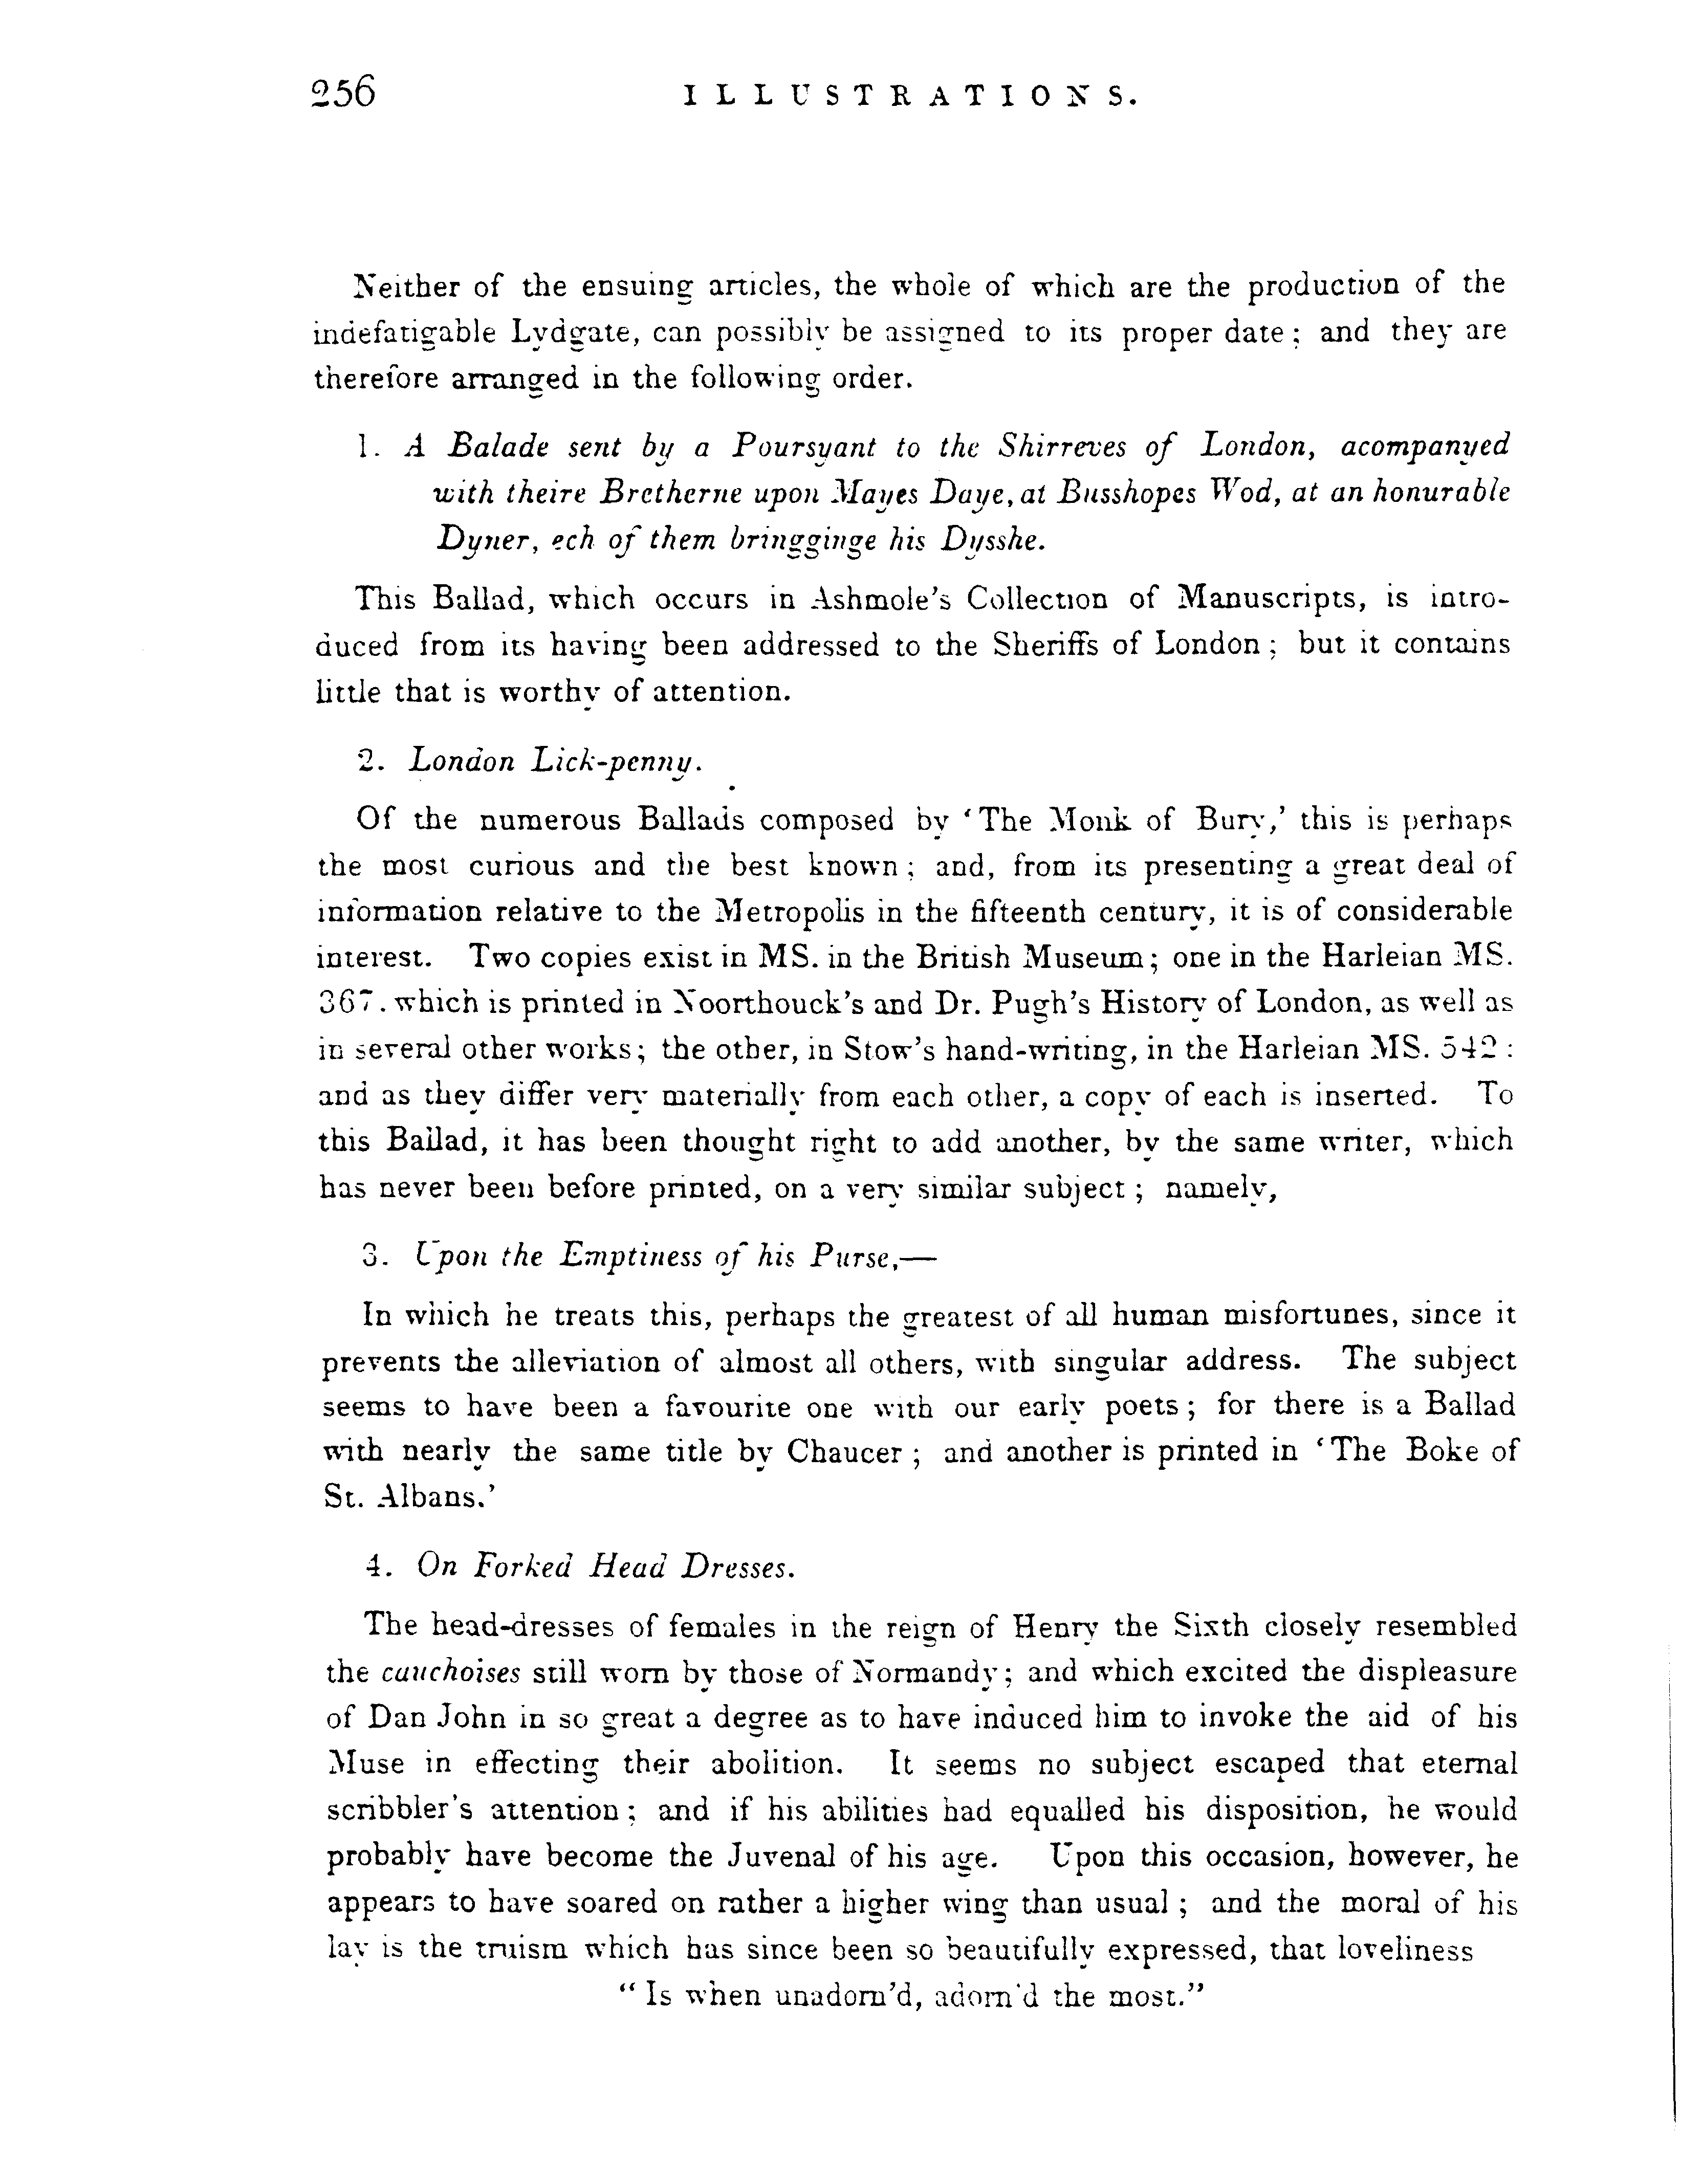 256 ILLUSTRATIONS.
Neither of the ensuing articles, the whole of which are the production of the
indefatigable Lydgate, can possibly be assigned to its proper date; and they are
therefore arranged in the following order.
1. A Balade sent by a Poursyant to the Shirreves of London, acompanyed
with theire Bretherne upon Mayes Daye, at Busshopes Wod, at an honurable
Dyner, ech of them bringginge his Dysshe.
This Ballad, which occurs in Ashmole's Collection of Manuscripts, is intro-
duced from its having been addressed to the Sheriffs of London; but it contains
little that is worthy of attention.
2. London Lick-penny.
Of the numerous Ballads composed by 'The Monk of Bury,' this is perhaps
the most curious and the best known; and, from its presenting a great deal of
information relative to the Metropolis in the fifteenth century, it is of considerable
interest. Two copies exist in MS. in the British Museum; one in the Harleian MS.
367. which is printed in Noorthouck's and Dr. Pugh's History of London, as well as
in several other works; the other, in Stow's hand-writing, in the Harleian MS. 542:
and as they differ very materially from each other, a copy of each is inserted. To
this Ballad, it has been thought right to add another, by the same writer, which
has never been before printed, on a very similar subject; namely,
3. Upon the Emptiness of his Purse,—
In which he treats this, perhaps the greatest of all human misfortunes, since it
prevents the alleviation of almost all others, with singular address. The subject
seems to have been a favourite one with our early poets; for there is a Ballad
with nearly the same title by Chaucer; and another is printed in 'The Boke of
St. Albans.'
4. On Forked Head Dresses.
The head-dresses of females in the reign of Henry the Sixth closely resembled
the cauchoises still worn by those of Normandy; and which excited the displeasure
of Dan John in so great a degree as to have induced him to invoke the aid of his
Muse in effecting their abolition. It seems no subject escaped that eternal
scribbler's attention; and if his abilities had equalled his disposition, he would
probably have become the Juvenal of his age. Upon this occasion, however, he
appears to have soared on rather a higher wing than usual; and the moral of his
lay is the truism which has since been so beautifully expressed, that loveliness
"Is when unadorn'd, adorn'd the most."